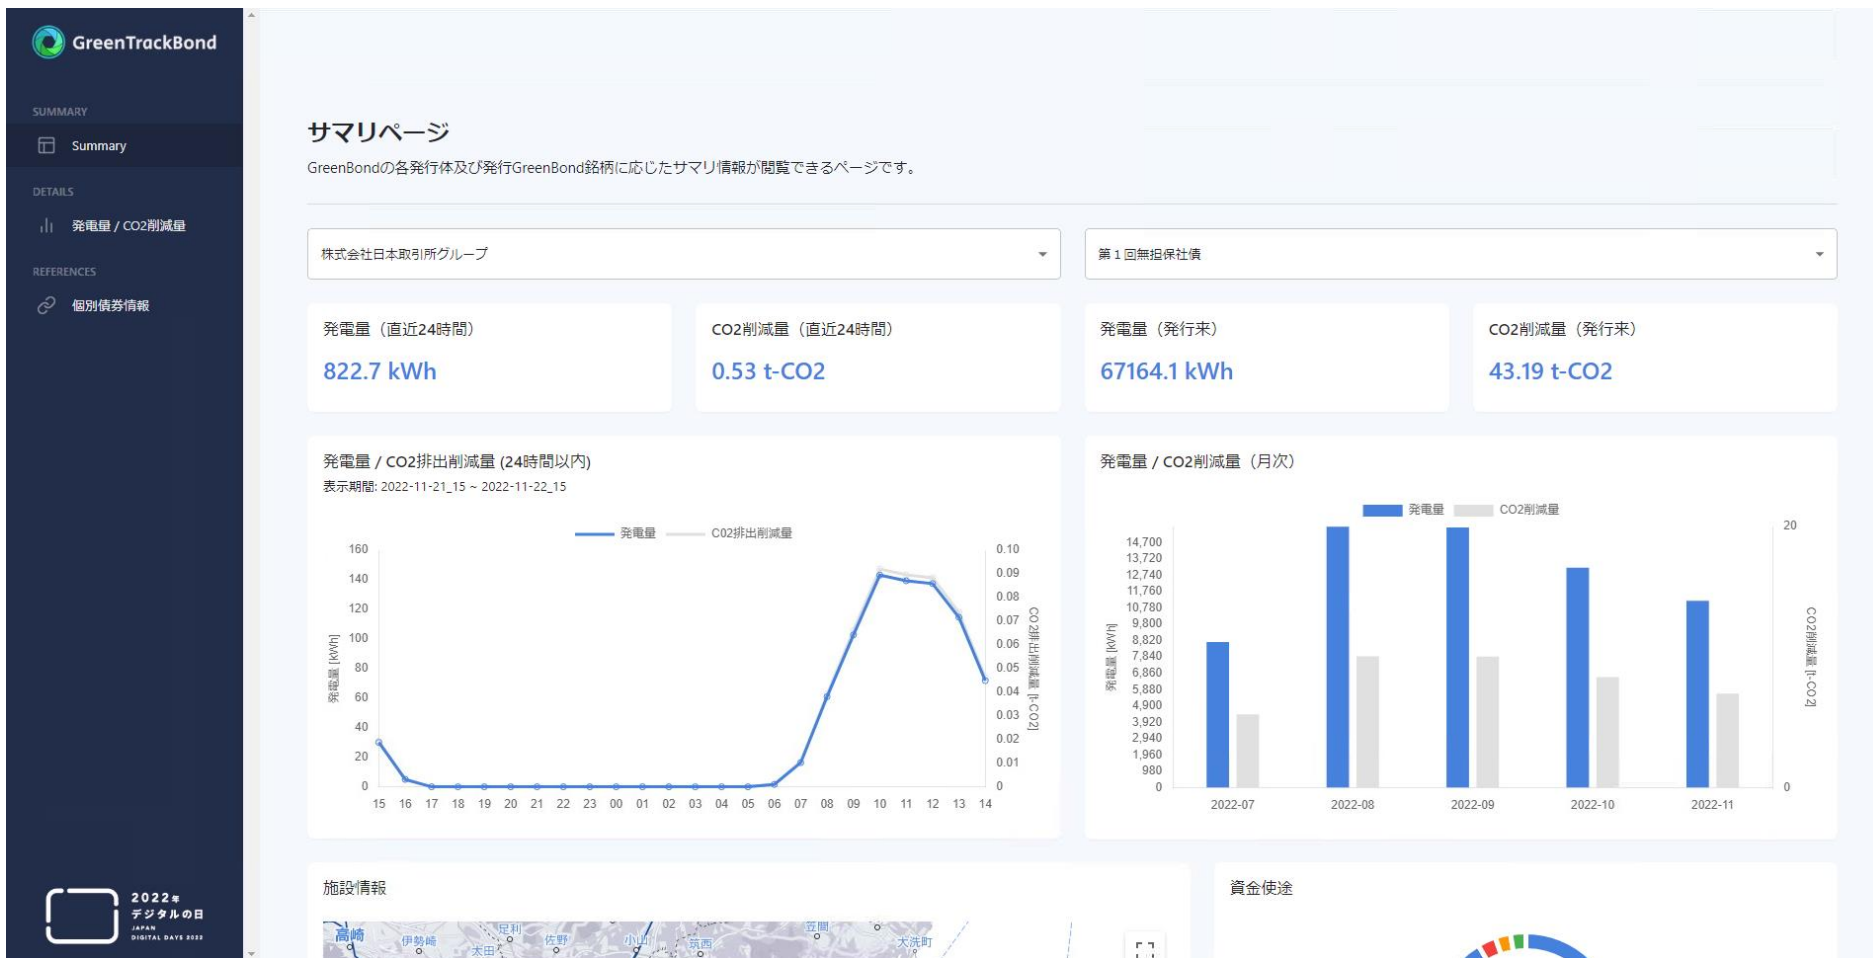 GreenTrackBond
SUMMARY
Summary
DETAILS
発電量 / CO2削減量
REFERENCES
個別債券情報
2022年
デジタルの日
JAPAN
DIGITAL DAYS 2022
サマリページ
GreenBondの各発行体及び発行GreenBond銘柄に応じたサマリ情報が閲覧できるページです。
株式会社日本取引所グループ
第1回無担保社債
発電量（直近24時間）
822.7 kWh
CO2削減量（直近24時間）
0.53 t-CO2
発電量（発行来）
67164.1 kWh
CO2削減量（発行来）
43.19 t-CO2
発電量 / CO2排出削減量 (24時間以内)
表示期間: 2022-11-21_15 ~ 2022-11-22_15
発電量 C02排出削減量
160
140
120
100
80
60
40
20
0
発電量 [kWh]
0.10
0.09
0.08
0.07
0.06
0.05
0.04
0.03
0.02
0.01
0
CO2排出削減量 [t-CO2]
15 16 17 18 19 20 21 22 23 00 01 02 03 04 05 06 07 08 09 10 11 12 13 14
発電量 / CO2削減量（月次）
発電量 CO2削減量
14,700
13,720
12,740
11,760
10,780
9,800
8,820
7,840
6,860
5,880
4,900
3,920
2,940
1,960
980
0
発電量 [kWh]
20
0
CO2削減量 [t-CO2]
2022-07 2022-08 2022-09 2022-10 2022-11
施設情報
高崎
伊勢崎
太田
足利
佐野
小山
筑西
笠間
大洗町
資金使途